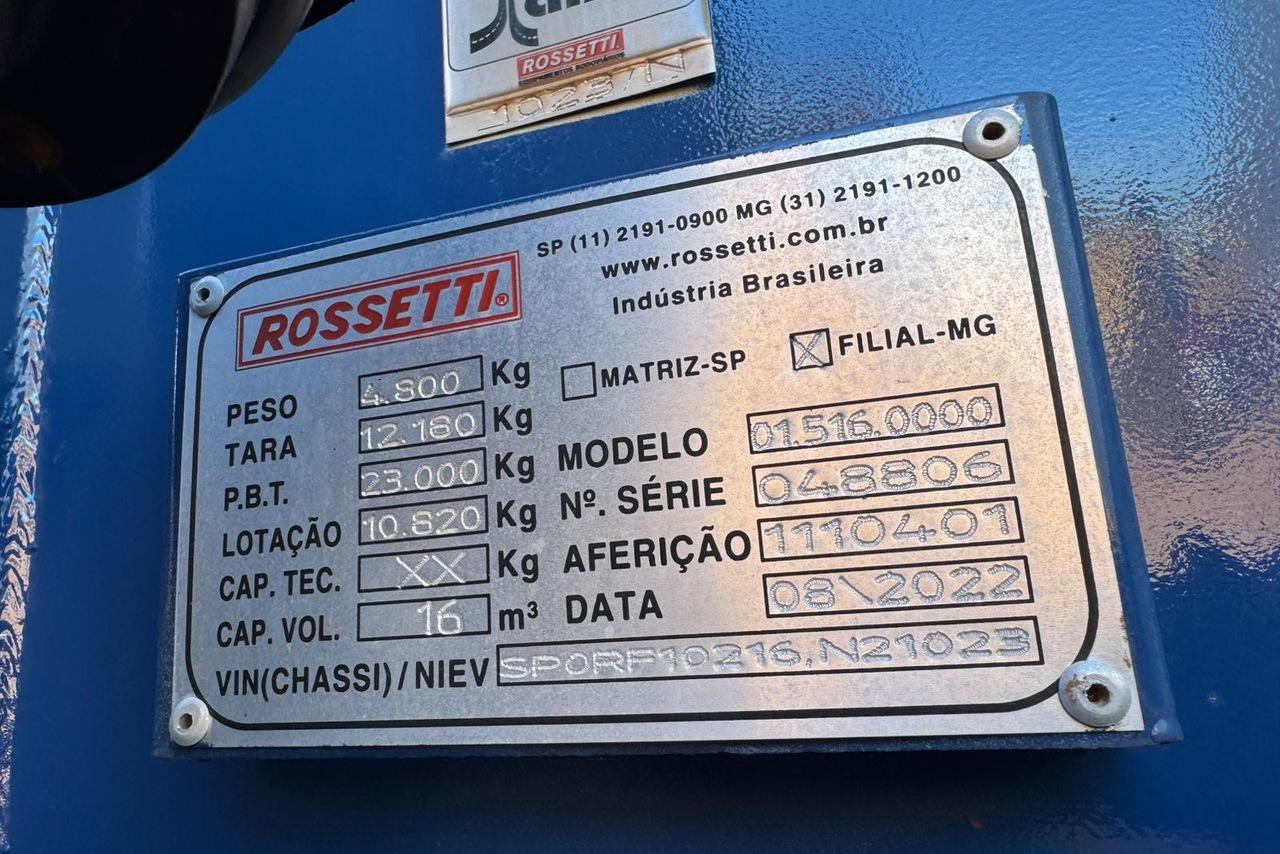 ROSSETTI
10237N
SP (11) 2191-0900 MG (31) 2191-1200
www.rossetti.com.br
Indústria Brasileira
ROSSETTI®
MATRIZ-SP X FILIAL-MG
PESO 4.800 Kg
TARA 12.180 Kg
P.B.T. 23.000 Kg
LOTAÇÃO 10.820 Kg
CAP. TEC. XX Kg
CAP. VOL. 16 m³
MODELO 01.516.0000
Nº. SÉRIE 048806
AFERIÇÃO 1110401
DATA 08\2022
VIN(CHASSI) / NIEV SP0RF10216.N21023